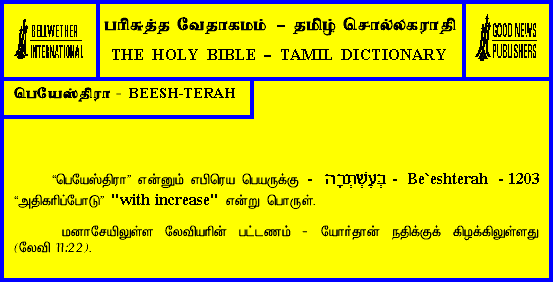 BELLWETHER
INTERNATIONAL
பரிசுத்த வேதாகமம் – தமிழ் சொல்லகராதி
THE HOLY BIBLE – TAMIL DICTIONARY
GOOD NEWS
PUBLISHERS
பெயேஸ்திரா - BEESH-TERAH
“பெயேஸ்திரா” என்னும் எபிரெய பெயருக்கு - בְּעֶשְׁתְּרָה - Be`eshterah - 1203
“அதிகரிப்போடு” "with increase" என்று பொருள்.
மனாசேயிலுள்ள லேவியரின் பட்டணம் - யோர்தான் நதிக்குக் கிழக்கிலுள்ளது
(லேவி 11:22).